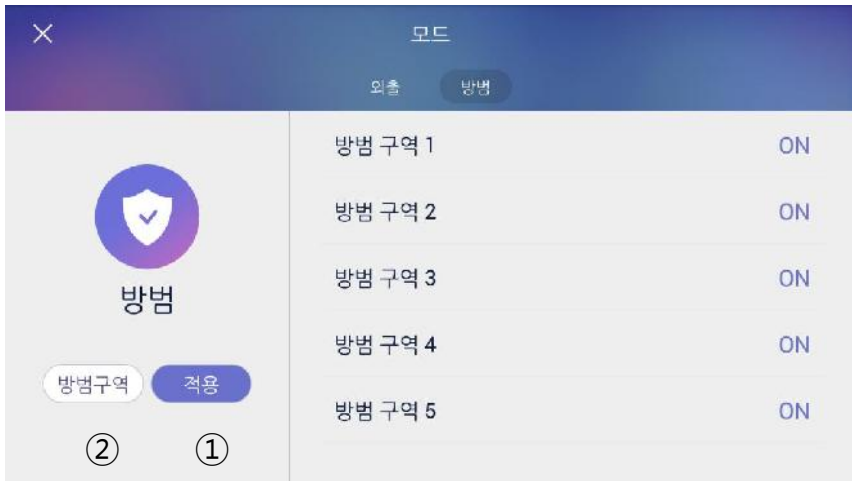 모드
외출 방범
방범 구역 1 ON
방범 구역 2 ON
방범 구역 3 ON
방범 구역 4 ON
방범 구역 5 ON
방범
방범구역 적용
② ①